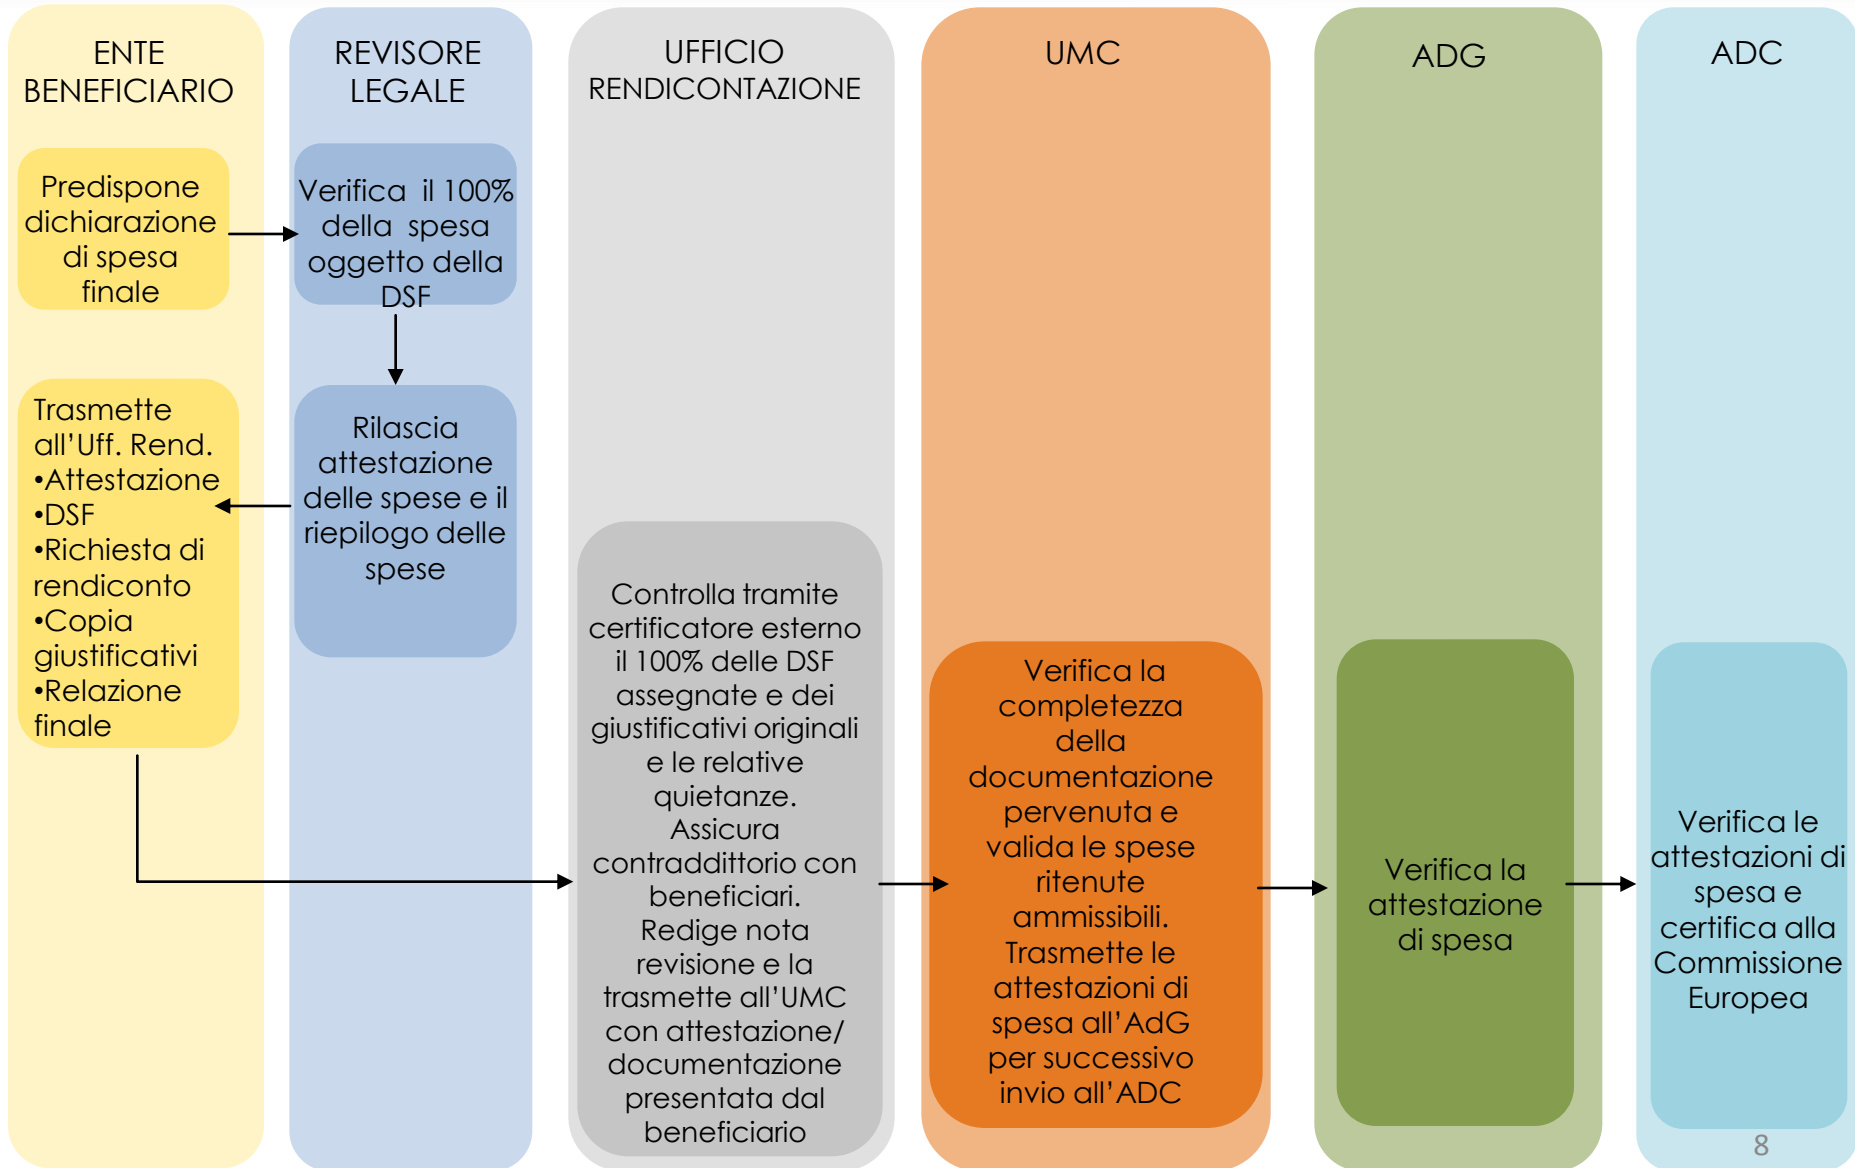 ENTE
BENEFICIARIO
Predispone
dichiarazione
di spesa
finale
Trasmette
all’Uff. Rend.
•Attestazione
•DSF
•Richiesta di
rendiconto
•Copia
giustificativi
•Relazione
finale
REVISORE
LEGALE
Verifica il 100%
della spesa
oggetto della
DSF
Rilascia
attestazione
delle spese e il
riepilogo delle
spese
UFFICIO
RENDICONTAZIONE
Controlla tramite
certificatore esterno
il 100% delle DSF
assegnate e dei
giustificativi originali
e le relative
quietanze.
Assicura
contraddittorio con
beneficiari.
Redige nota
revisione e la
trasmette all’UMC
con attestazione/
documentazione
presentata dal
beneficiario
UMC
Verifica la
completezza
della
documentazione
pervenuta e
valida le spese
ritenute
ammissibili.
Trasmette le
attestazioni di
spesa all’AdG
per successivo
invio all’ADC
ADG
Verifica la
attestazione
di spesa
ADC
Verifica le
attestazioni di
spesa e
certifica alla
Commissione
Europea
8